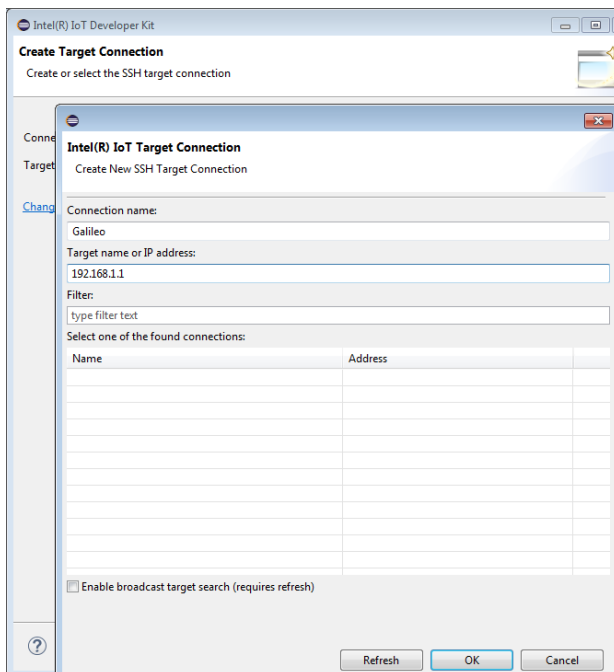 Intel(R) IoT Developer Kit
Create Target Connection
Create or select the SSH target connection
Conne
Target
Chang
Intel(R) IoT Target Connection
Create New SSH Target Connection
Connection name:
Galileo
Target name or IP address:
192.168.1.1
Filter:
type filter text
Select one of the found connections:
Name Address
Enable broadcast target search (requires refresh)
?
Refresh OK Cancel